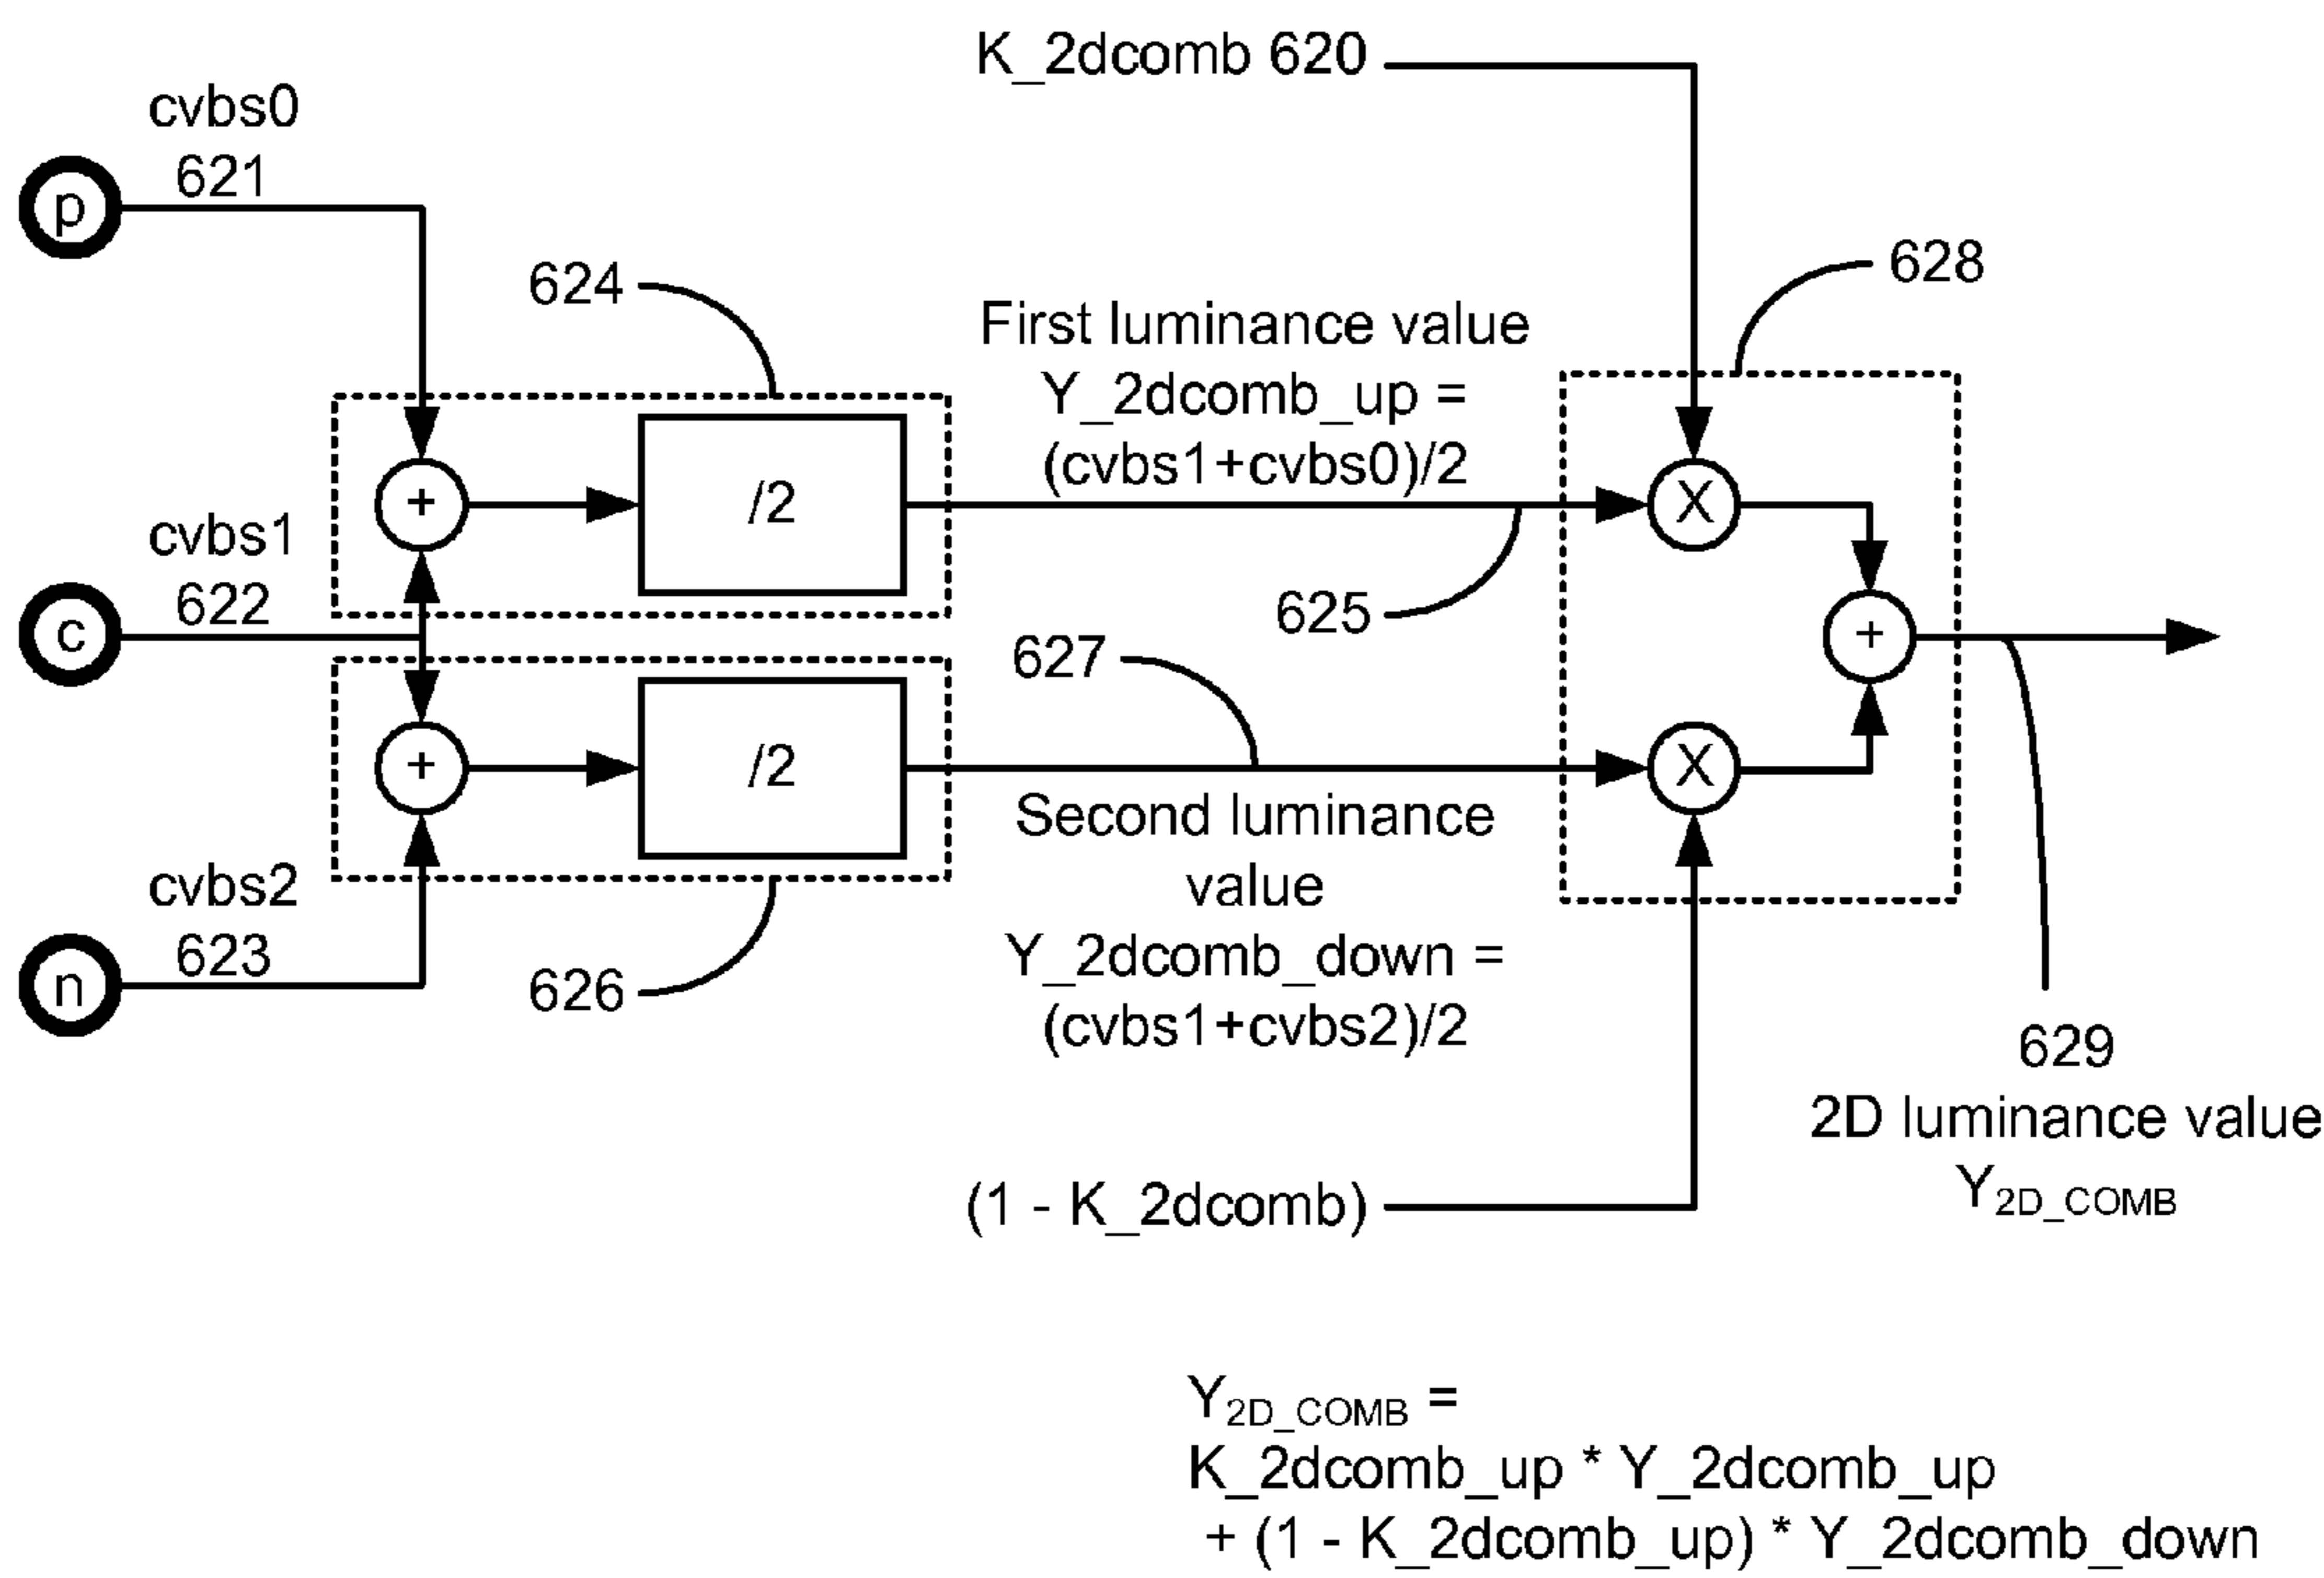 K_2dcomb 620
cvbs0
621
p
628
624
First luminance value
Y_2dcomb_up =
(cvbs1+cvbs0)/2
+
/2
X
cvbs1
622
625
c
+
627
+
/2
X
Second luminance
value
Y_2dcomb_down =
(cvbs1+cvbs2)/2
cvbs2
623
n
626
629
2D luminance value
Y2D_COMB
(1 - K_2dcomb)
Y2D_COMB =
K_2dcomb_up * Y_2dcomb_up
+ (1 - K_2dcomb_up) * Y_2dcomb_down